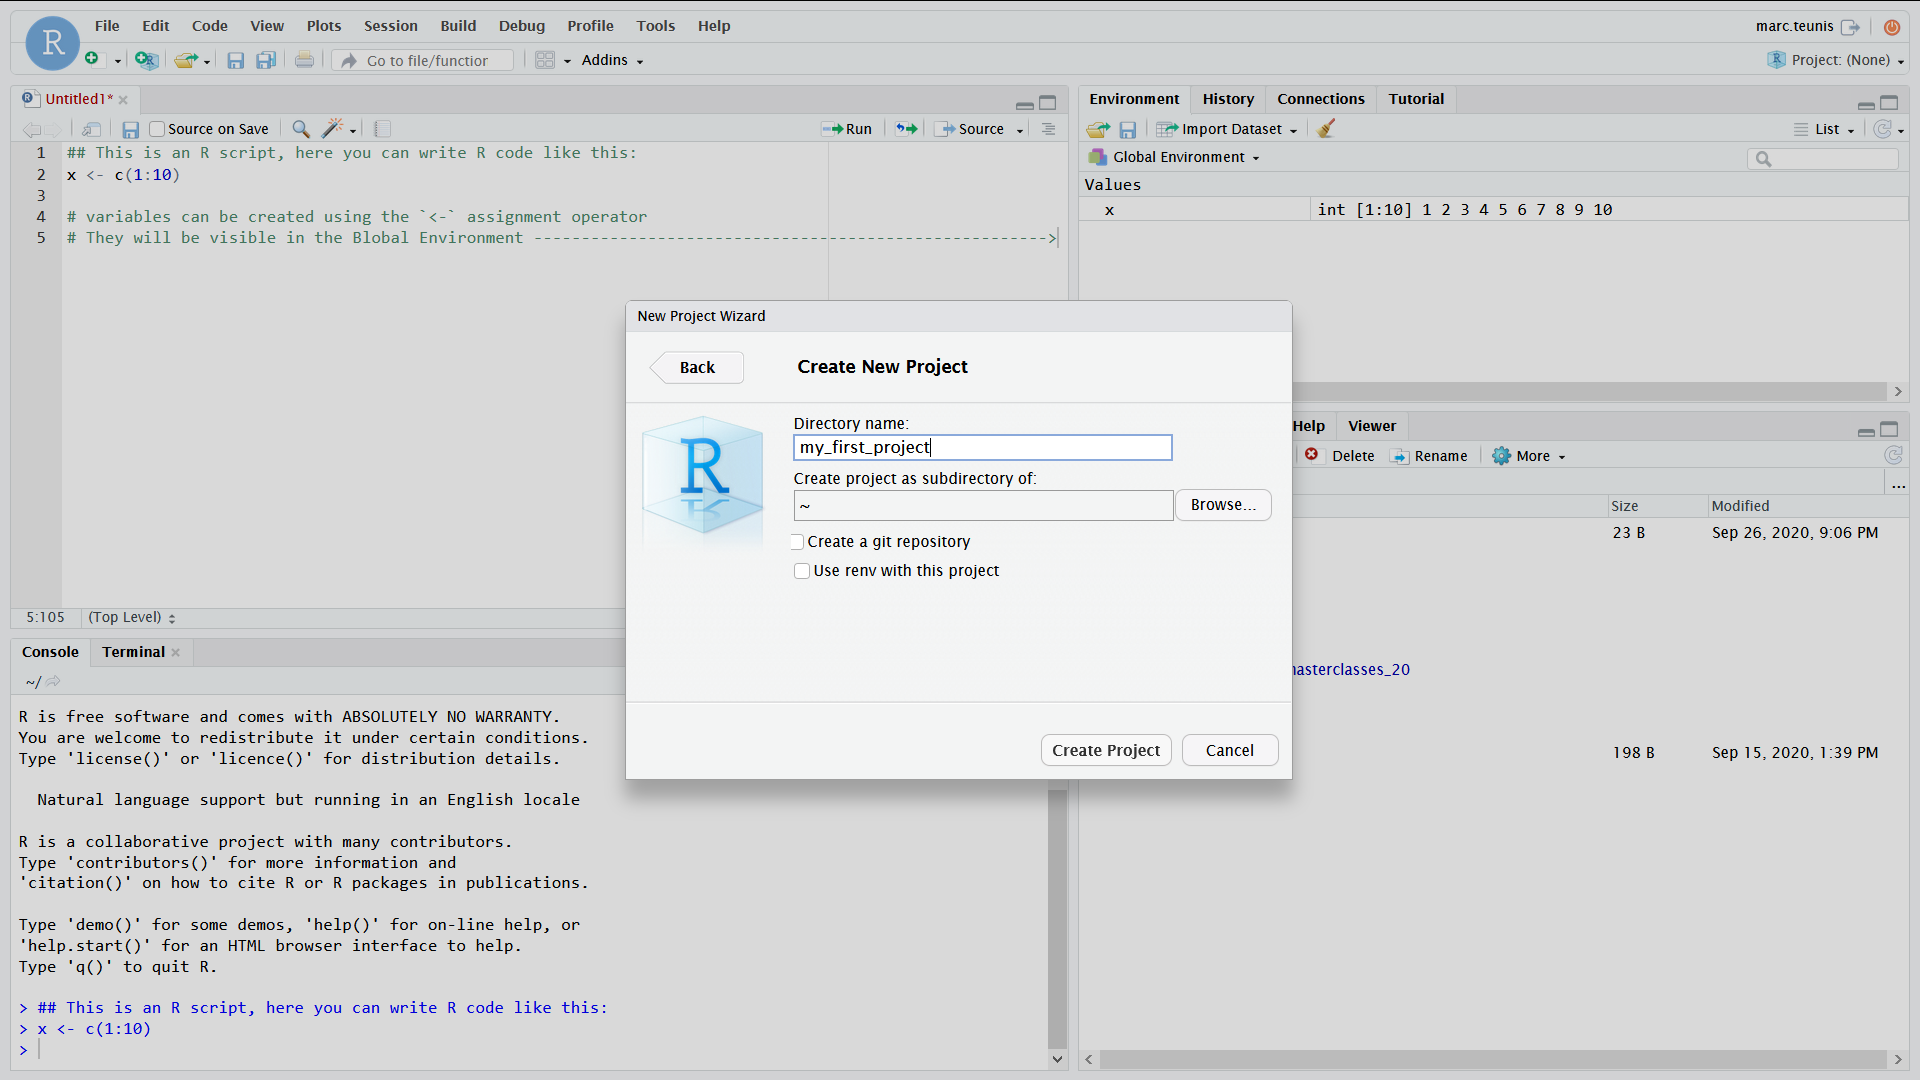 File Edit Code View Plots Session Build Debug Profile Tools Help
marc.teunis
R
Go to file/functior
Addins
Project: (None)
Untitled1*
Source on Save
Run
Source
1 ## This is an R script, here you can write R code like this:
2 x <- c(1:10)
3
4 # variables can be created using the `<-` assignment operator
5 # They will be visible in the Blobal Environment ------------------------------------------------------>
5:105 (Top Level)
Environment History Connections Tutorial
Import Dataset
List
Global Environment
Values
x int [1:10] 1 2 3 4 5 6 7 8 9 10
New Project Wizard
Back
Create New Project
R
Directory name:
my_first_project
Create project as subdirectory of:
~
Browse...
Create a git repository
Use renv with this project
Create Project
Cancel
Help Viewer
Delete Rename More
...
Size Modified
23 B Sep 26, 2020, 9:06 PM
masterclasses_20
198 B Sep 15, 2020, 1:39 PM
Console Terminal
~/
R is free software and comes with ABSOLUTELY NO WARRANTY.
You are welcome to redistribute it under certain conditions.
Type 'license()' or 'licence()' for distribution details.
Natural language support but running in an English locale
R is a collaborative project with many contributors.
Type 'contributors()' for more information and
'citation()' on how to cite R or R packages in publications.
Type 'demo()' for some demos, 'help()' for on-line help, or
'help.start()' for an HTML browser interface to help.
Type 'q()' to quit R.
> ## This is an R script, here you can write R code like this:
> x <- c(1:10)
>